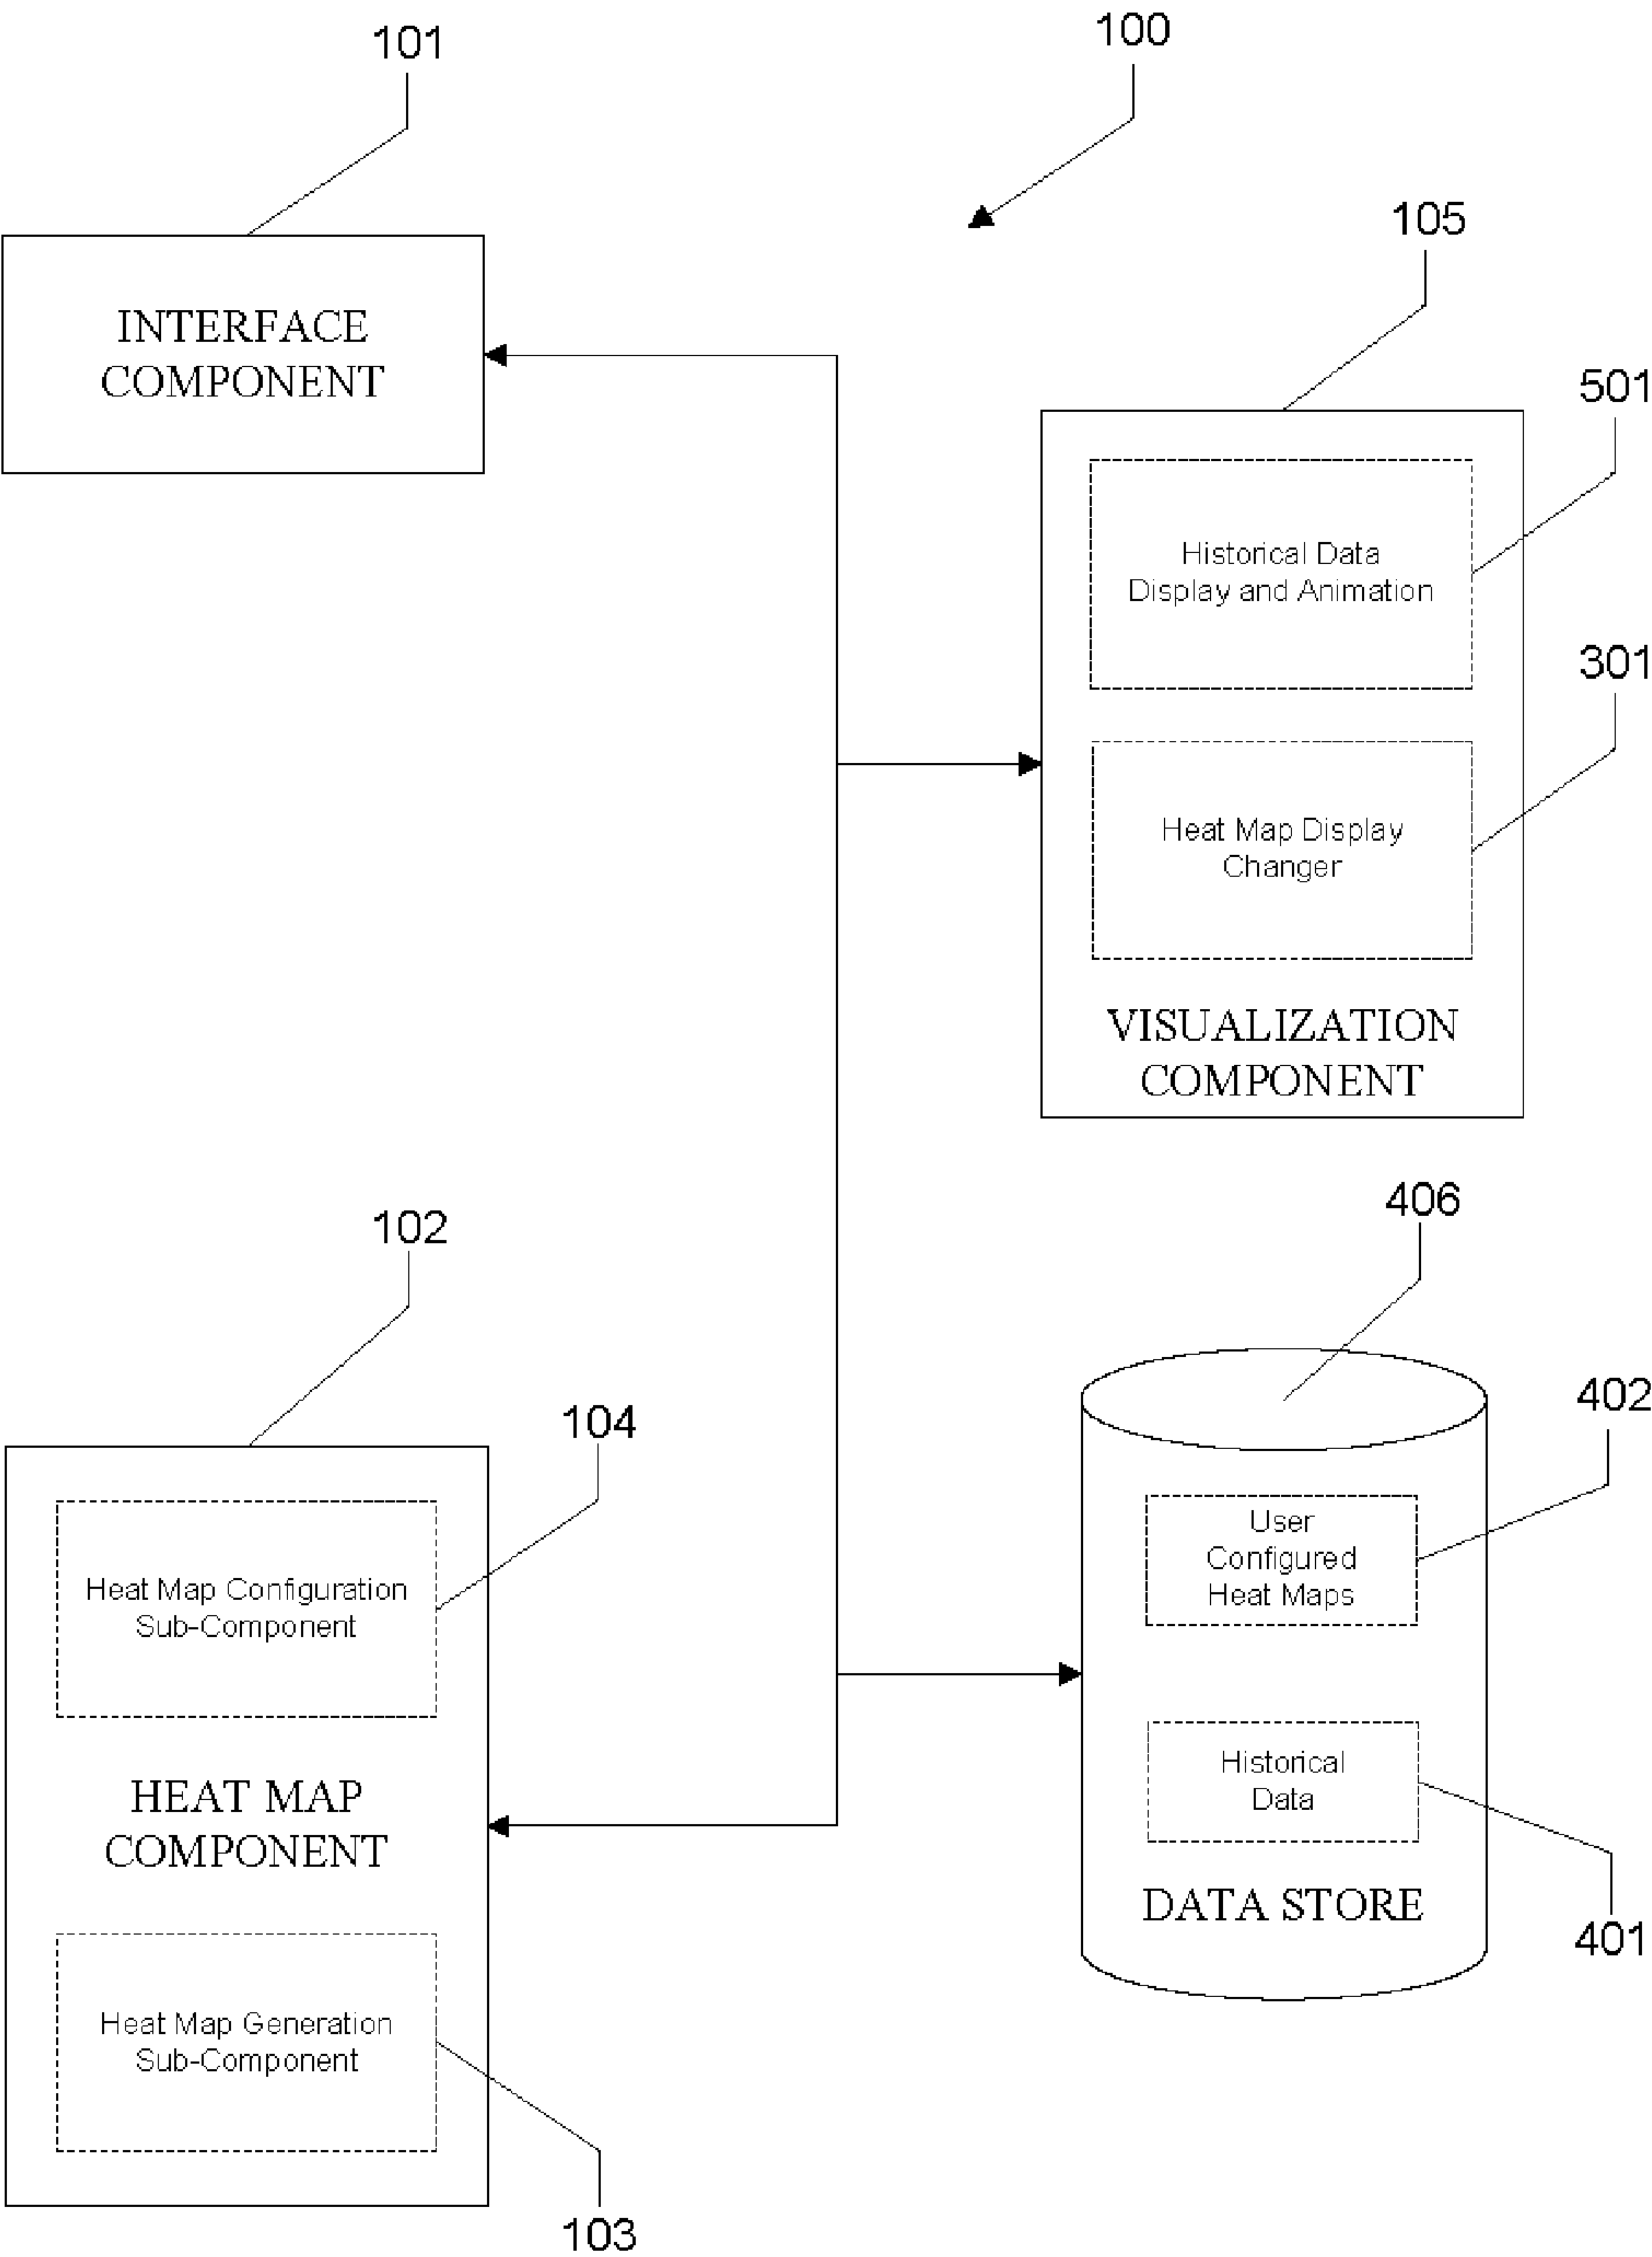 101
100
INTERFACE
COMPONENT
105
501
Historical Data
Display and Animation
301
Heat Map Display
Changer
VISUALIZATION
COMPONENT
102
104
Heat Map Configuration
Sub-Component
HEAT MAP
COMPONENT
Heat Map Generation
Sub-Component
103
406
402
User
Configured
Heat Maps
Historical
Data
DATA STORE
401